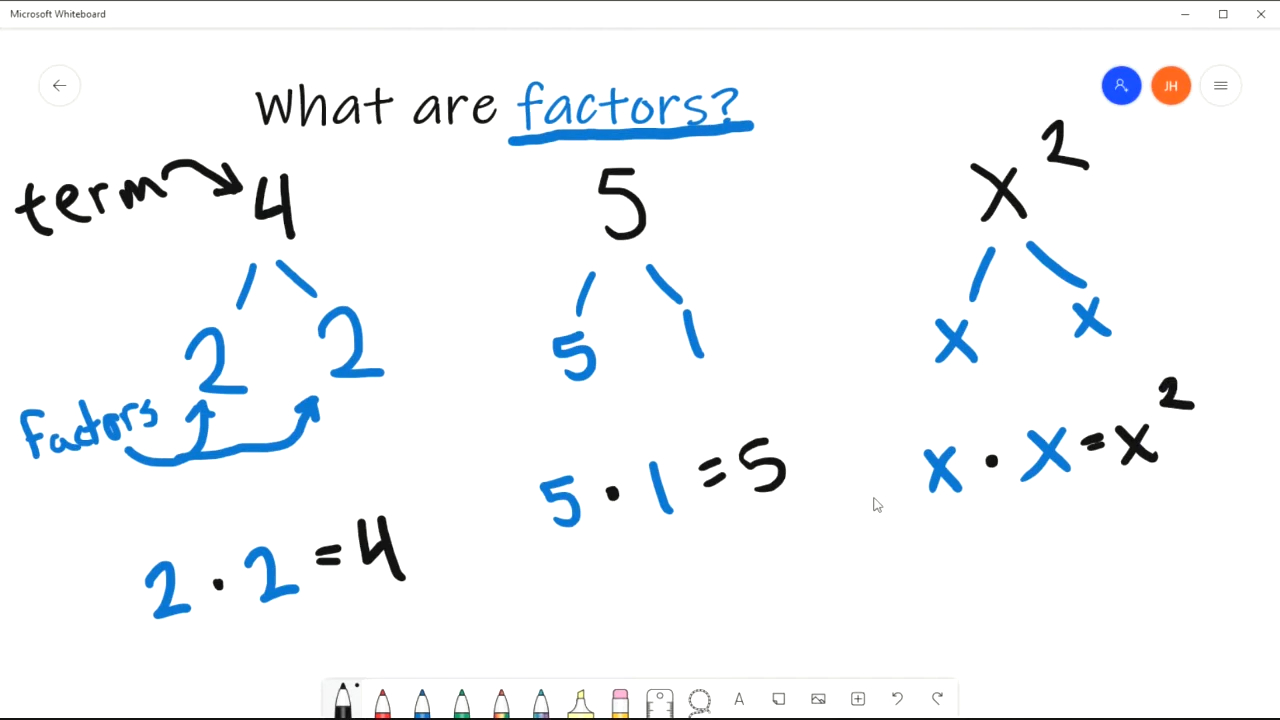 Microsoft Whiteboard
What are factors?
JH
term 4 5 x²
2 2 5 1 x x
Factors
2 · 2 = 4
5 · 1 = 5
x · x = x²
A